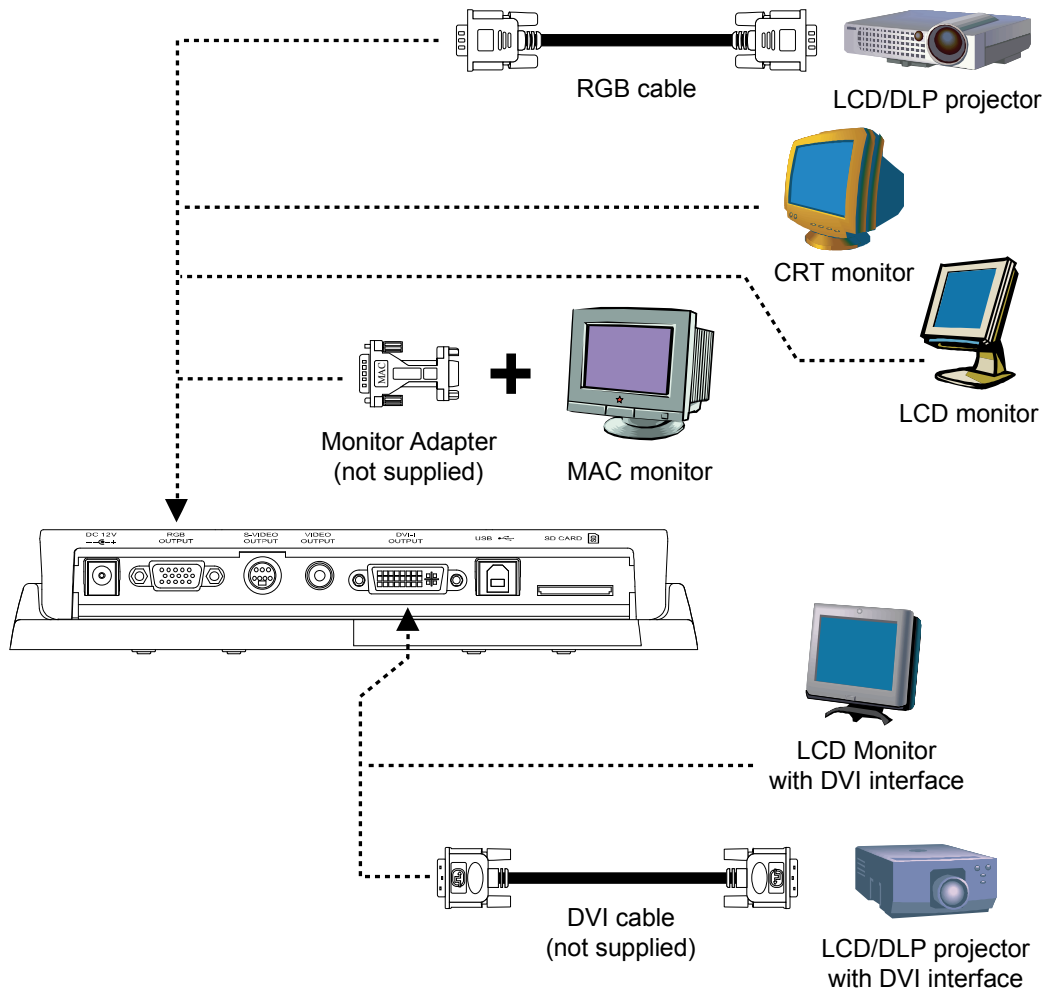 RGB cable
LCD/DLP projector
CRT monitor
LCD monitor
MAC
Monitor Adapter
(not supplied)
MAC monitor
DC 12V
RGB
OUTPUT
S-VIDEO
OUTPUT
VIDEO
OUTPUT
DVI-I
OUTPUT
USB
SD CARD
LCD Monitor
with DVI interface
DVI cable
(not supplied)
LCD/DLP projector
with DVI interface